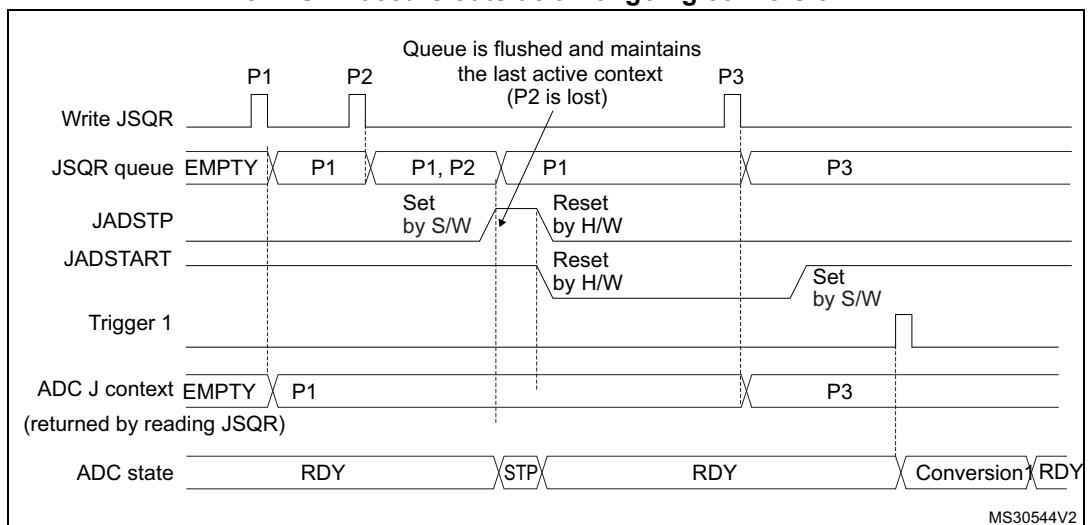 Queue is flushed and maintains
the last active context
(P2 is lost)
P1
P2
P3
Write JSQR
JSQR queue
EMPTY
P1
P1, P2
P1
P3
Set
by S/W
Reset
by H/W
JADSTP
JADSTART
Reset
by H/W
Set
by S/W
Trigger 1
ADC J context
(returned by reading JSQR)
EMPTY
P1
P3
ADC state
RDY
STP
RDY
Conversion1
RDY
MS30544V2